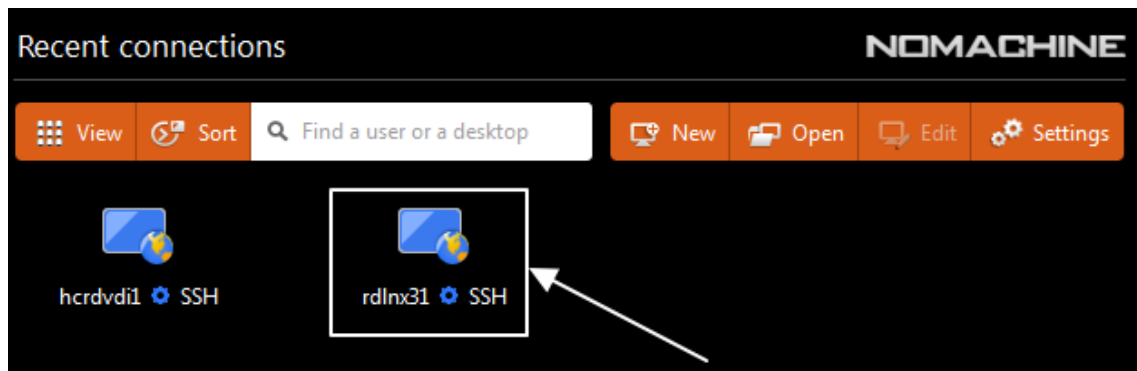 Recent connections
NOMACHINE
View Sort Find a user or a desktop New Open Edit Settings
hcrdvdi1 SSH
rdlnx31 SSH